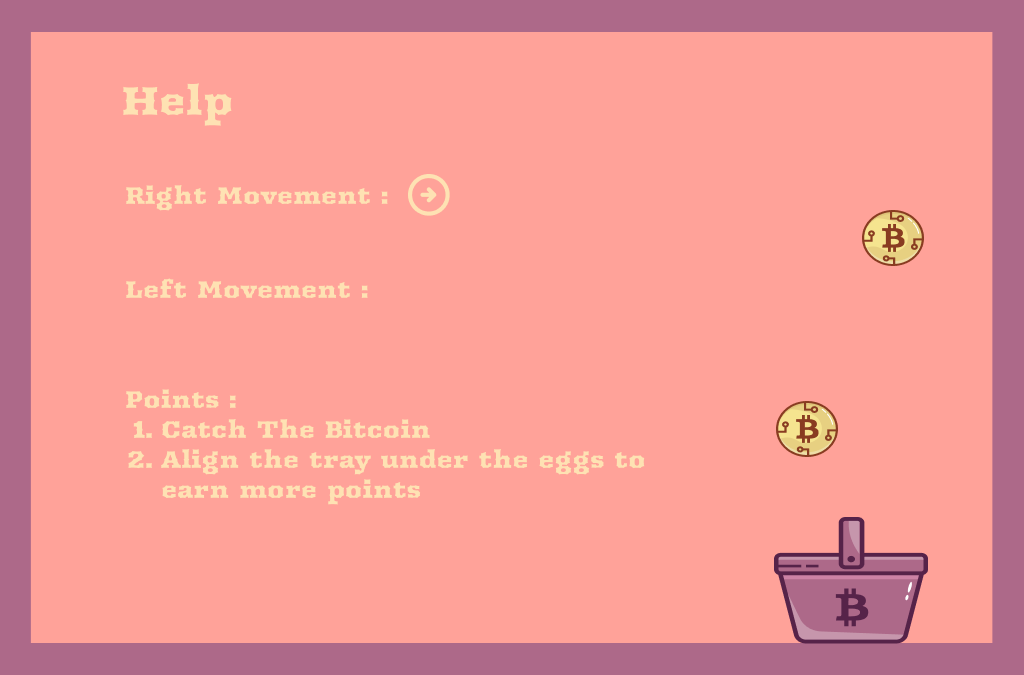 Help
Right Movement :
Left Movement :
Points :
1. Catch The Bitcoin
2. Align the tray under the eggs to
earn more points